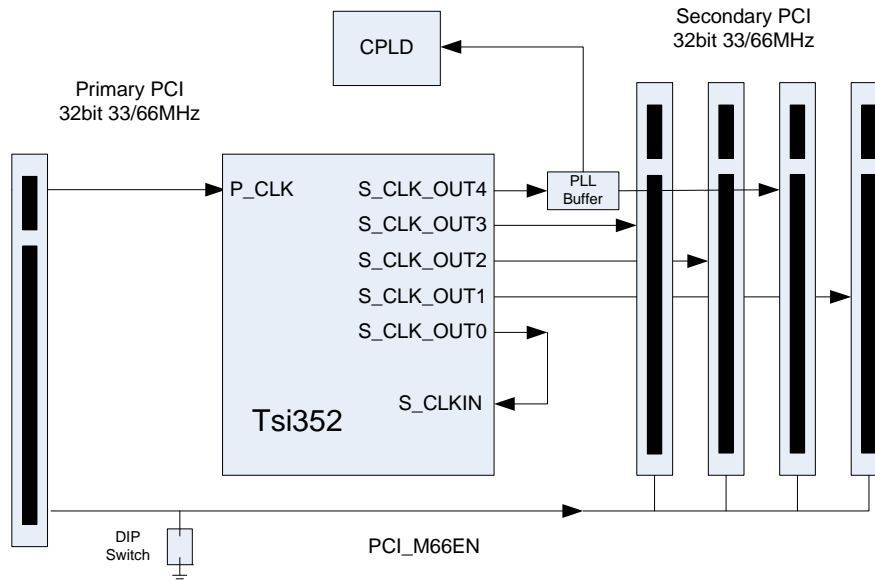 Secondary PCI
32bit 33/66MHz
CPLD
Primary PCI
32bit 33/66MHz
P_CLK
S_CLK_OUT4
PLL
Buffer
S_CLK_OUT3
S_CLK_OUT2
S_CLK_OUT1
S_CLK_OUT0
S_CLKIN
Tsi352
DIP
Switch
PCI_M66EN